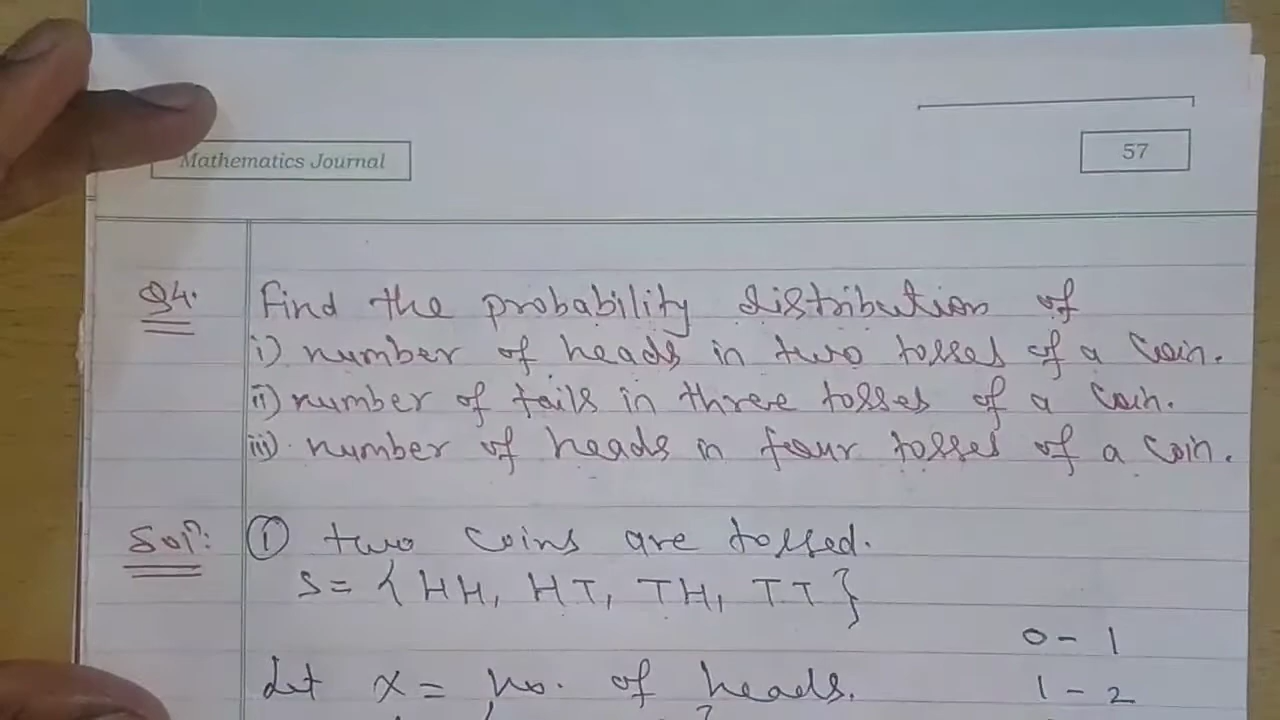 Mathematics Journal
57
Q4. Find the probability distribution of
i) number of heads in two tosses of a coin.
ii) number of tails in three tosses of a coin.
iii) number of heads in four tosses of a coin.
Soln: (i) two coins are tossed.
S = { HH, HT, TH, TT }
0 - 1
Let X = no. of heads.
1 - 2